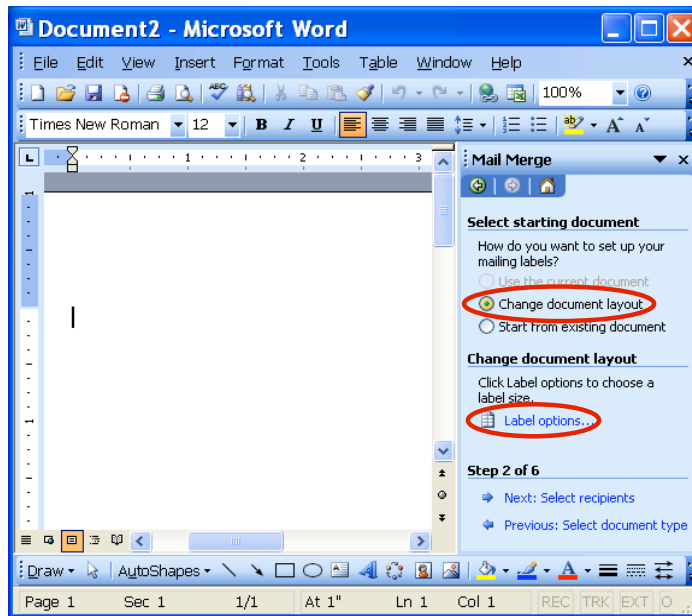 Document2 - Microsoft Word
File Edit View Insert Format Tools Table Window Help
100%
Times New Roman 12 B I U
1 2 3
Mail Merge
Select starting document
How do you want to set up your
mailing labels?
Use the current document
Change document layout
Start from existing document
Change document layout
Click Label options to choose a
label size.
Label options...
Step 2 of 6
Next: Select recipients
Previous: Select document type
Draw AutoShapes
Page 1 Sec 1 1/1 At 1" Ln 1 Col 1 REC TRK EXT O